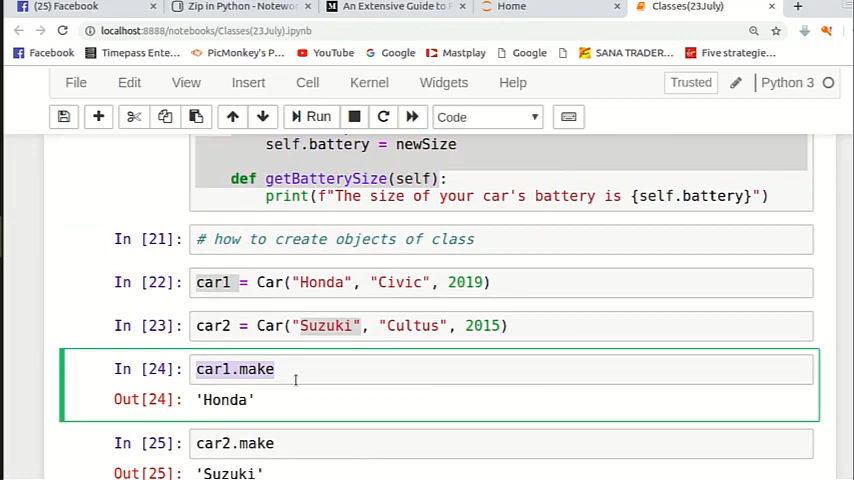 (25) Facebook
Zip in Python - Notewo
An Extensive Guide to
Home
Classes(23July)
localhost:8888/notebooks/Classes(23July).ipynb
Facebook
Timepass Ente...
PicMonkey's Pho...
YouTube
Google
Mastplay
Google
SANA TRADER...
Five strategie...
File Edit View Insert Cell Kernel Widgets Help Trusted Python 3
Run Code
self.battery = newSize
def getBatterySize(self):
print(f"The size of your car's battery is {self.battery}")
In [21]: # how to create objects of class
In [22]: car1 = Car("Honda", "Civic", 2019)
In [23]: car2 = Car("Suzuki", "Cultus", 2015)
In [24]: car1.make
Out[24]: 'Honda'
In [25]: car2.make
Out[25]: 'Suzuki'